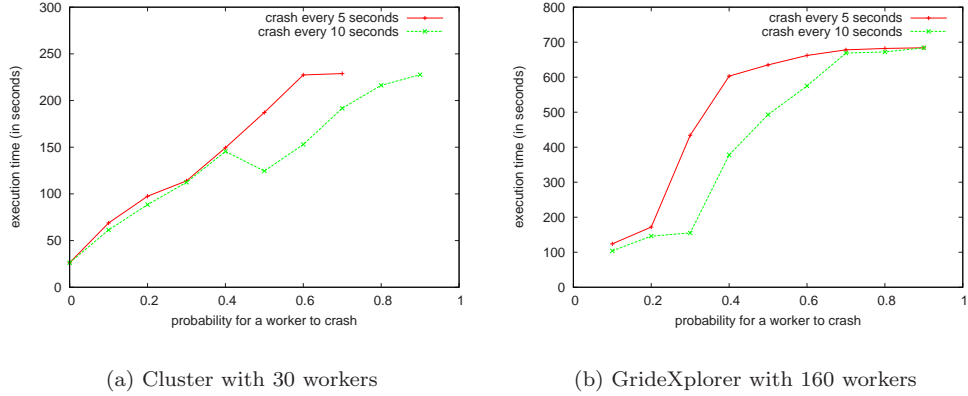 300
250
200
150
100
50
0
0 0.2 0.4 0.6 0.8 1
execution time (in seconds)
probability for a worker to crash
crash every 5 seconds
crash every 10 seconds
(a) Cluster with 30 workers
800
700
600
500
400
300
200
100
0
0 0.2 0.4 0.6 0.8 1
execution time (in seconds)
probability for a worker to crash
crash every 5 seconds
crash every 10 seconds
(b) GrideXplorer with 160 workers